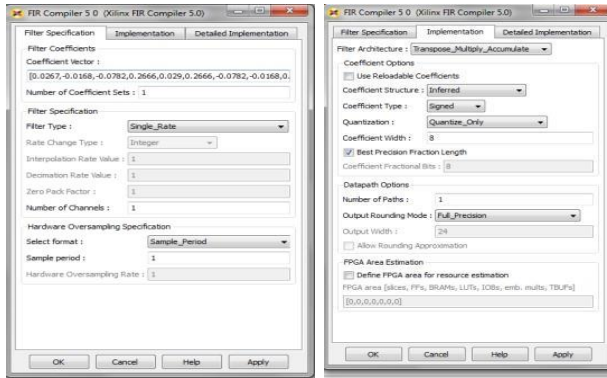 FIR Compiler 5 0 (Xilinx FIR Compiler 5.0)
Filter Specification Implementation Detailed Implementation
Filter Coefficients
Coefficient Vector :
[0.0267,-0.0168,-0.0782,0.2666,0.029,0.2666,-0.0782,-0.0168,0.
Number of Coefficient Sets : 1
Filter Specification
Filter Type : Single_Rate
Rate Change Type : Integer
Interpolation Rate Value : 1
Decimation Rate Value : 1
Zero Pack Factor : 1
Number of Channels : 1
Hardware Oversampling Specification
Select format : Sample_Period
Sample period : 1
Hardware Oversampling Rate : 1
OK Cancel Help Apply
FIR Compiler 5 0 (Xilinx FIR Compiler 5.0)
Filter Specification Implementation Detailed Implementation
Filter Architecture : Transpose_Multiply_Accumulate
Coefficient Options
Use Reloadable Coefficients
Coefficient Structure : Inferred
Coefficient Type : Signed
Quantization : Quantize_Only
Coefficient Width : 8
Best Precision Fraction Length
Coefficient Fractional Bits : 8
Datapath Options
Number of Paths : 1
Output Rounding Mode : Full_Precision
Output Width : 24
Allow Rounding Approximation
FPGA Area Estimation
Define FPGA area for resource estimation
FPGA area [slices, FFs, BRAMs, LUTs, IOBs, emb. mults, TBUFs]
[0,0,0,0,0,0,0]
OK Cancel Help Apply